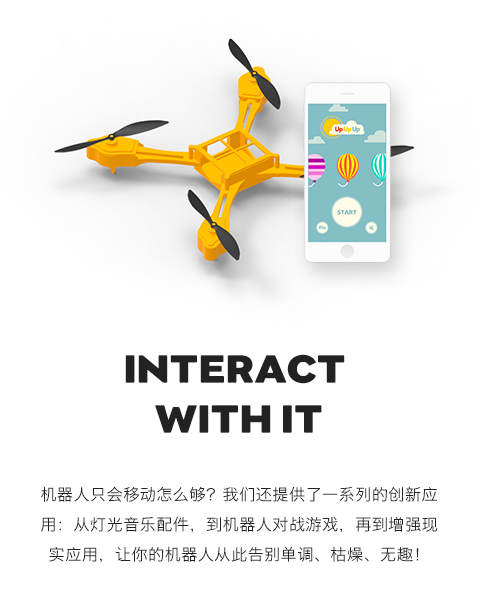 Up Up Up
START
INTERACT
WITH IT
机器人只会移动怎么够？我们还提供了一系列的创新应
用：从灯光音乐配件，到机器人对战游戏，再到增强现
实应用，让你的机器人从此告别单调、枯燥、无趣！